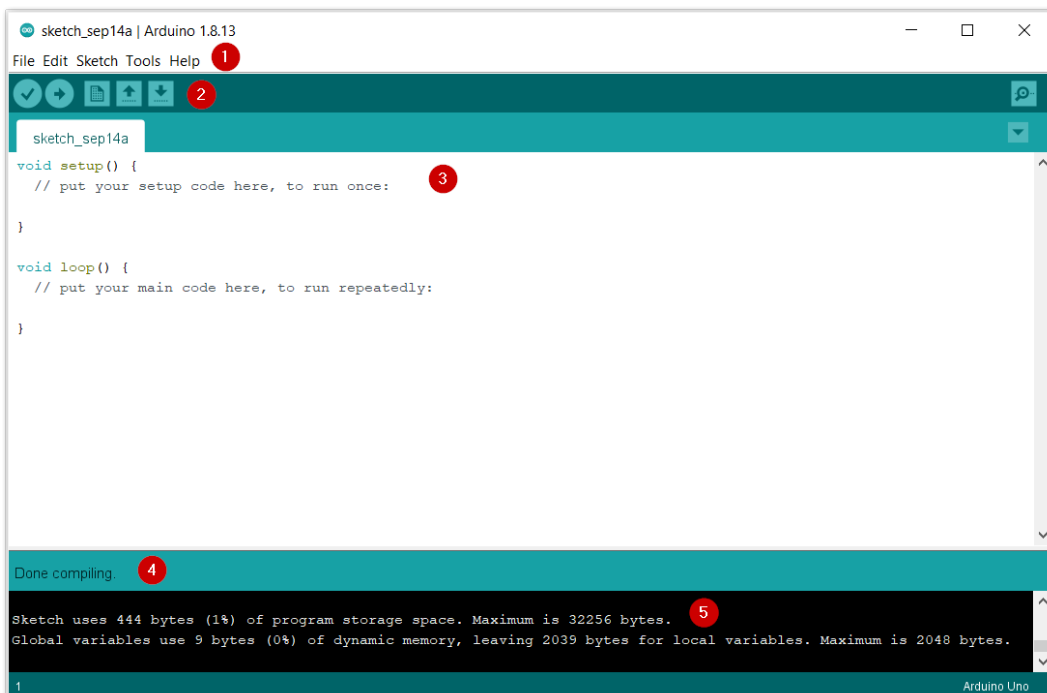 sketch_sep14a | Arduino 1.8.13
File Edit Sketch Tools Help 1
2
sketch_sep14a
void setup() {
3
// put your setup code here, to run once:
}
void loop() {
// put your main code here, to run repeatedly:
}
Done compiling. 4
Sketch uses 444 bytes (1%) of program storage space. Maximum is 32256 bytes. 5
Global variables use 9 bytes (0%) of dynamic memory, leaving 2039 bytes for local variables. Maximum is 2048 bytes.
1 Arduino Uno